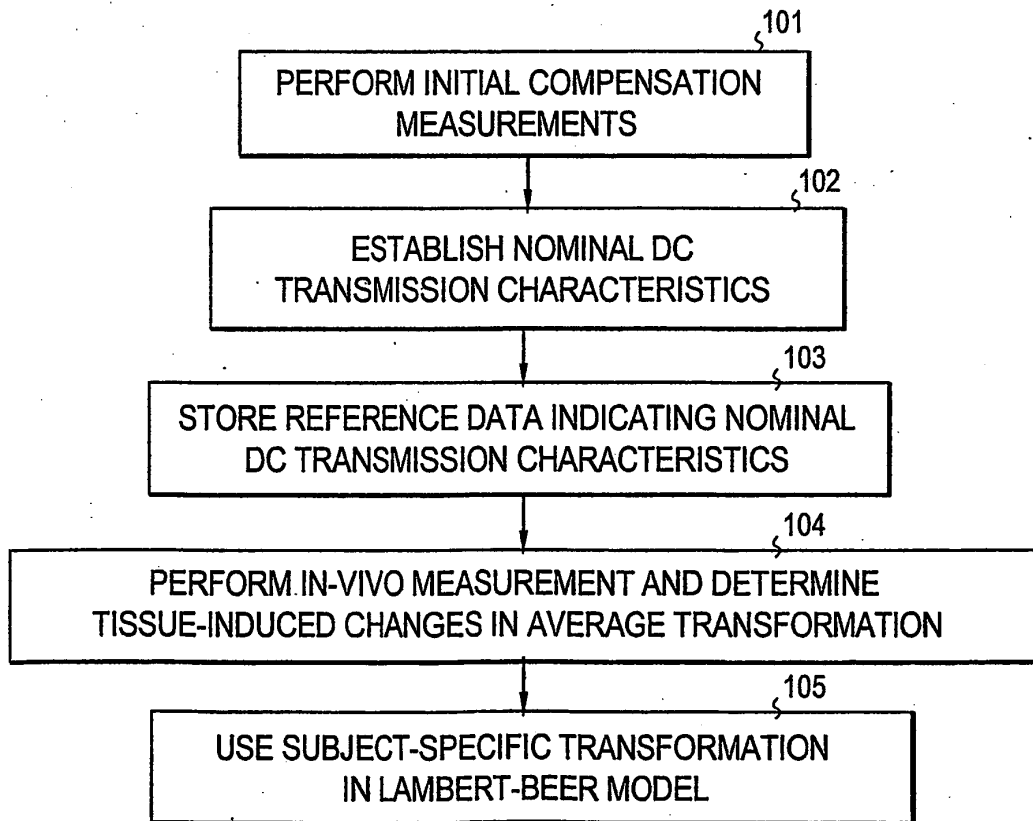 101
PERFORM INITIAL COMPENSATION
MEASUREMENTS
102
ESTABLISH NOMINAL DC
TRANSMISSION CHARACTERISTICS
103
STORE REFERENCE DATA INDICATING NOMINAL
DC TRANSMISSION CHARACTERISTICS
104
PERFORM IN-VIVO MEASUREMENT AND DETERMINE
TISSUE-INDUCED CHANGES IN AVERAGE TRANSFORMATION
105
USE SUBJECT-SPECIFIC TRANSFORMATION
IN LAMBERT-BEER MODEL